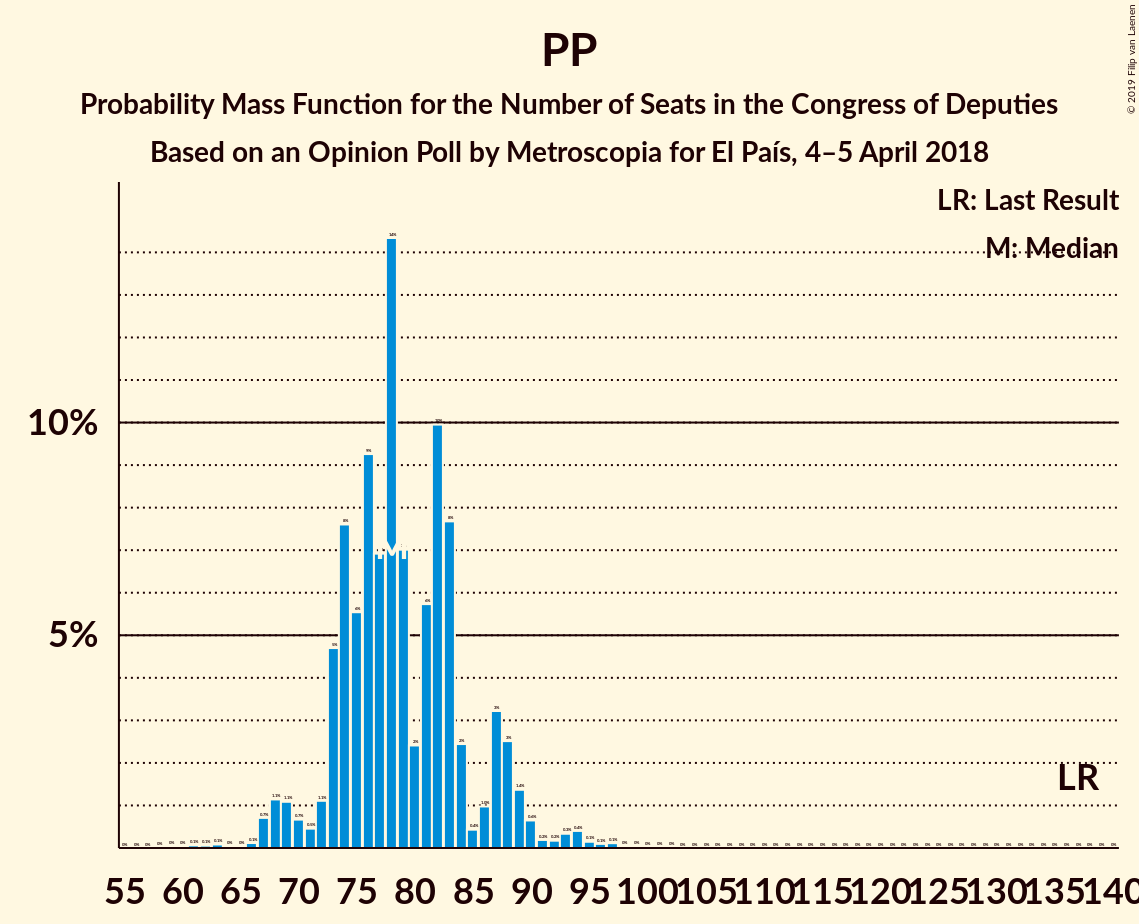 PP
Probability Mass Function for the Number of Seats in the Congress of Deputies
Based on an Opinion Poll by Metroscopia for El País, 4–5 April 2018
© 2019 Filip van Laenen
LR: Last Result
M: Median
10%
5%
M
LR
55 60 65 70 75 80 85 90 95 100 105 110 115 120 125 130 135 140